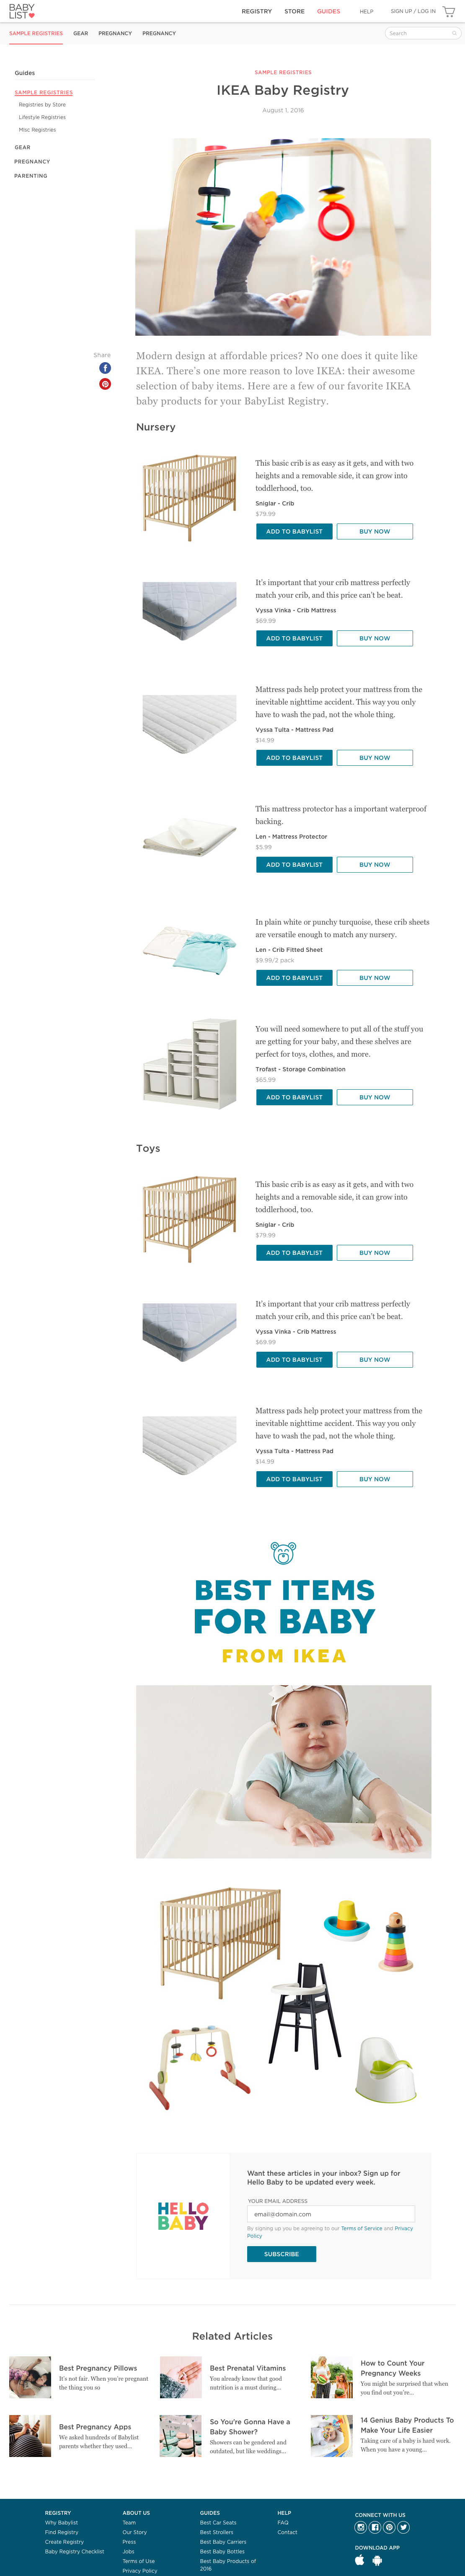 BABY
LIST
REGISTRY
STORE
GUIDES
HELP
SIGN UP / LOG IN
SAMPLE REGISTRIES
GEAR
PREGNANCY
PREGNANCY
Search
Guides
SAMPLE REGISTRIES
Registries by Store
Lifestyle Registries
Misc Registries
GEAR
PREGNANCY
PARENTING
SAMPLE REGISTRIES
IKEA Baby Registry
August 1, 2016
Share
Modern design at affordable prices? No one does it quite like
IKEA. There's one more reason to love IKEA: their awesome
selection of baby items. Here are a few of our favorite IKEA
baby products for your BabyList Registry.
Nursery
This basic crib is as easy as it gets, and with two
heights and a removable side, it can grow into
toddlerhood, too.
Sniglar - Crib
$79.99
ADD TO BABYLIST
BUY NOW
It's important that your crib mattress perfectly
match your crib, and this price can't be beat.
Vyssa Vinka - Crib Mattress
$69.99
ADD TO BABYLIST
BUY NOW
Mattress pads help protect your mattress from the
inevitable nighttime accident. This way you only
have to wash the pad, not the whole thing.
Vyssa Tulta - Mattress Pad
$14.99
ADD TO BABYLIST
BUY NOW
This mattress protector has a important waterproof
backing.
Len - Mattress Protector
$5.99
ADD TO BABYLIST
BUY NOW
In plain white or punchy turquoise, these crib sheets
are versatile enough to match any nursery.
Len - Crib Fitted Sheet
$9.99/2 pack
ADD TO BABYLIST
BUY NOW
You will need somewhere to put all of the stuff you
are getting for your baby, and these shelves are
perfect for toys, clothes, and more.
Trofast - Storage Combination
$65.99
ADD TO BABYLIST
BUY NOW
Toys
This basic crib is as easy as it gets, and with two
heights and a removable side, it can grow into
toddlerhood, too.
Sniglar - Crib
$79.99
ADD TO BABYLIST
BUY NOW
It's important that your crib mattress perfectly
match your crib, and this price can't be beat.
Vyssa Vinka - Crib Mattress
$69.99
ADD TO BABYLIST
BUY NOW
Mattress pads help protect your mattress from the
inevitable nighttime accident. This way you only
have to wash the pad, not the whole thing.
Vyssa Tulta - Mattress Pad
$14.99
ADD TO BABYLIST
BUY NOW
BEST ITEMS
FOR BABY
FROM IKEA
HELLO
BABY
Want these articles in your inbox? Sign up for
Hello Baby to be updated every week.
YOUR EMAIL ADDRESS
email@domain.com
By signing up you be agreeing to our Terms of Service and Privacy
Policy
SUBSCRIBE
Related Articles
Best Pregnancy Pillows
It's not fair. When you're pregnant
the thing you so
Best Prenatal Vitamins
You already know that good
nutrition is a must during...
How to Count Your
Pregnancy Weeks
You might be surprised that when
you find out you're...
Best Pregnancy Apps
We asked hundreds of Babylist
parents whether they used...
So You're Gonna Have a
Baby Shower?
Showers can be gendered and
outdated, but like weddings...
14 Genius Baby Products To
Make Your Life Easier
Taking care of a baby is hard work.
When you have a young...
REGISTRY
Why Babylist
Find Registry
Create Registry
Baby Registry Checklist
ABOUT US
Team
Our Story
Press
Jobs
Terms of Use
Privacy Policy
GUIDES
Best Car Seats
Best Strollers
Best Baby Carriers
Best Baby Bottles
Best Baby Products of
2016
HELP
FAQ
Contact
CONNECT WITH US
DOWNLOAD APP